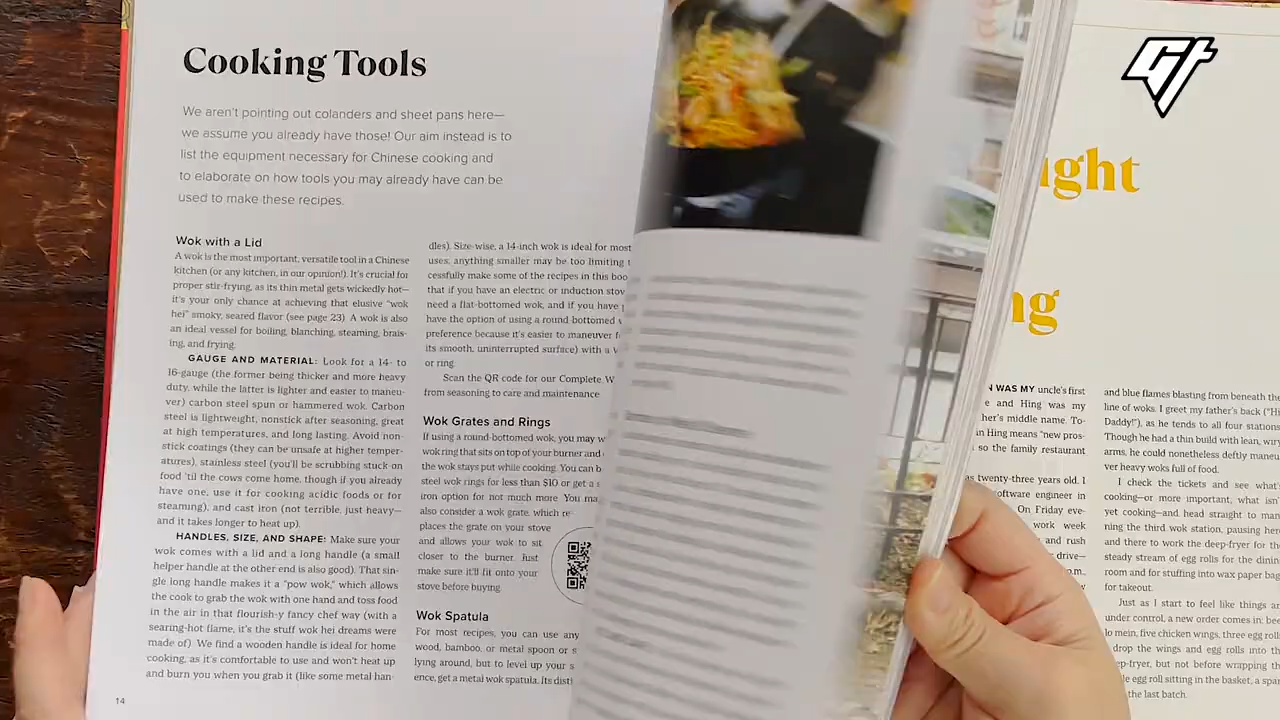 Cooking Tools
We aren't pointing out colanders and sheet pans here—
we assume you already have those! Our aim instead is to
list the equipment necessary for Chinese cooking and
to elaborate on how tools you may already have can be
used to make these recipes.
Wok with a Lid
A wok is the most important, versatile tool in a Chinese
kitchen (or any kitchen, in our opinion!). It's crucial for
proper stir-frying, as its thin metal gets wickedly hot—
it's your only chance at achieving that elusive "wok
hei" smoky, seared flavor (see page 23). A wok is also
an ideal vessel for boiling, blanching, steaming, brais-
ing, and frying.
GAUGE AND MATERIAL: Look for a 14- to
16-gauge (the former being thicker and more heavy
duty, while the latter is lighter and easier to maneu-
ver) carbon steel spun or hammered wok. Carbon
steel is lightweight, nonstick after seasoning, great
at high temperatures, and long lasting. Avoid non-
stick coatings (they can be unsafe at higher temper-
atures), stainless steel (you'll be scrubbing stuck-on
food 'til the cows come home, though if you already
have one, use it for cooking acidic foods or for
steaming), and cast iron (not terrible, just heavy—
and it takes longer to heat up).
HANDLES, SIZE, AND SHAPE: Make sure your
wok comes with a lid and a long handle (a small
helper handle at the other end is also good). That sin-
gle long handle makes it a "pow wok," which allows
the cook to grab the wok with one hand and toss food
in the air in that flourish-y fancy chef way (with a
searing-hot flame, it's the stuff wok hei dreams were
made of). We find a wooden handle is ideal for home
cooking, as it's comfortable to use and won't heat up
and burn you when you grab it (like some metal han-
14
dles). Size-wise, a 14-inch wok is ideal for most
uses; anything smaller may be too limiting t
cessfully make some of the recipes in this boo
that if you have an electric or induction stov
need a flat-bottomed wok, and if you have
have the option of using a round-bottomed w
preference because it's easier to maneuver f
its smooth, uninterrupted surface) with a w
or ring.
Scan the QR code for our Complete W
from seasoning to care and maintenance
Wok Grates and Rings
If using a round-bottomed wok, you may w
wok ring that sits on top of your burner and
the wok stays put while cooking. You can b
steel wok rings for less than $10 or get a s
iron option for not much more. You ma
also consider a wok grate, which re-
places the grate on your stove
and allows your wok to sit
closer to the burner. Just
make sure it'll fit onto your
stove before buying.
Wok Spatula
For most recipes, you can use any
wood, bamboo, or metal spoon or s
lying around, but to level up your s
ence, get a metal wok spatula. Its dist
Gt
ight
ng
N WAS MY uncle's first
e and Hing was my
her's middle name. To-
n Hing means "new pros-
so the family restaurant
as twenty-three years old. I
oftware engineer in
On Friday eve-
work week
and rush
drive—
p.m.
and blue flames blasting from beneath the
line of woks. I greet my father's back ("Hi
Daddy!"), as he tends to all four stations
Though he had a thin build with lean, wiry
arms, he could nonetheless deftly maneu
ver heavy woks full of food.
I check the tickets and see what's
cooking—or more important, what isn'
yet cooking—and head straight to man
ning the third wok station, pausing here
and there to work the deep-fryer for the
steady stream of egg rolls for the dining
room and for stuffing into wax paper bag
for takeout.
Just as I start to feel like things are
under control, a new order comes in: bee
lo mein, five chicken wings, three egg roll
drop the wings and egg rolls into the
p-fryer, but not before wrapping th
le egg roll sitting in the basket, a spar
the last batch.